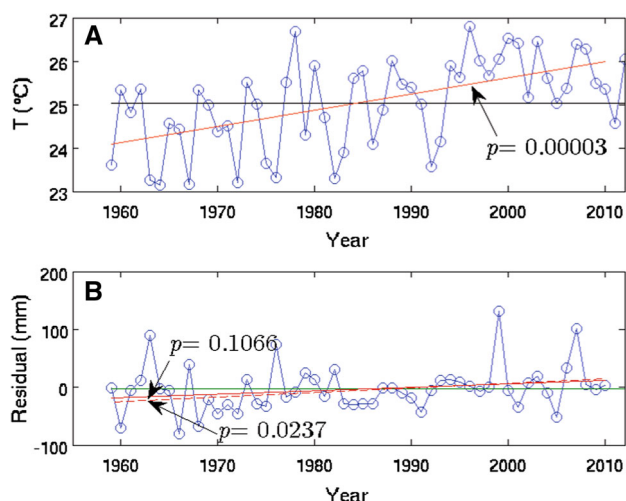 A
T (°C)
27
26
25
24
23
p= 0.00003
1960 1970 1980 1990 2000 2010
Year
B
Residual (mm)
200
100
0
-100
p= 0.1066
p= 0.0237
1960 1970 1980 1990 2000 2010
Year